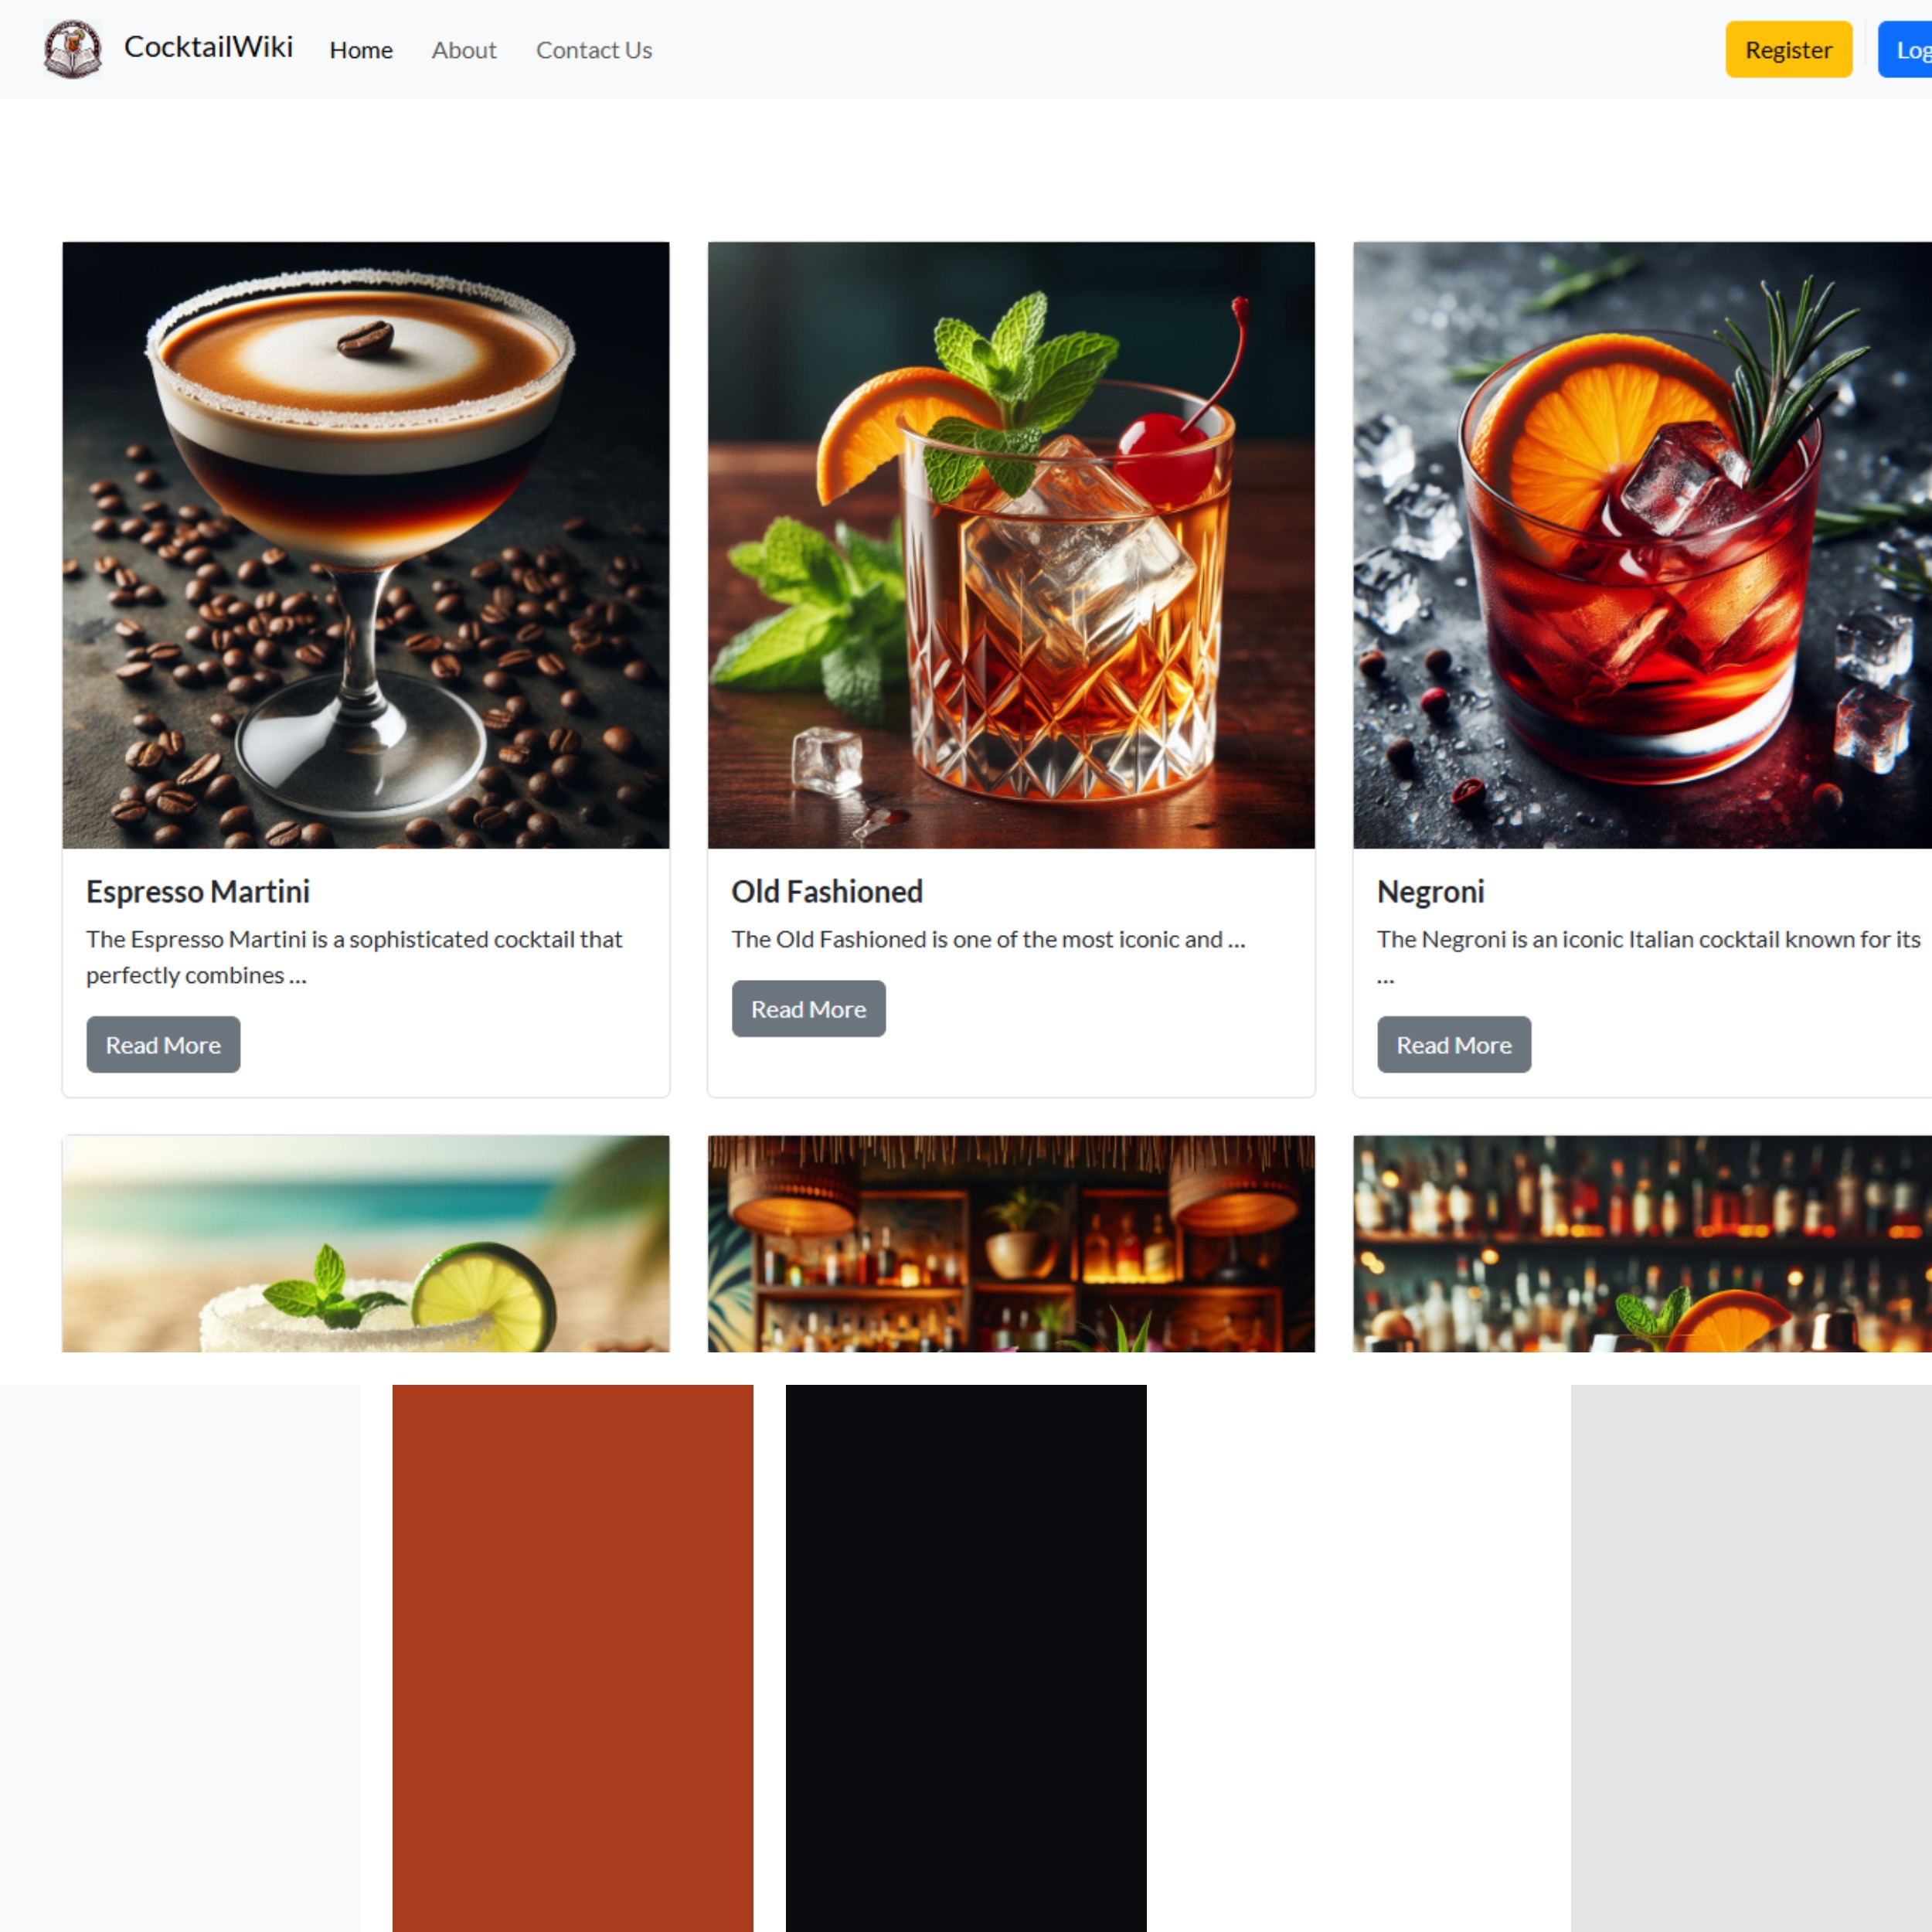 CocktailWiki Home About Contact Us Register Log
Espresso Martini
The Espresso Martini is a sophisticated cocktail that
perfectly combines ...
Read More
Old Fashioned
The Old Fashioned is one of the most iconic and ...
Read More
Negroni
The Negroni is an iconic Italian cocktail known for its
...
Read More